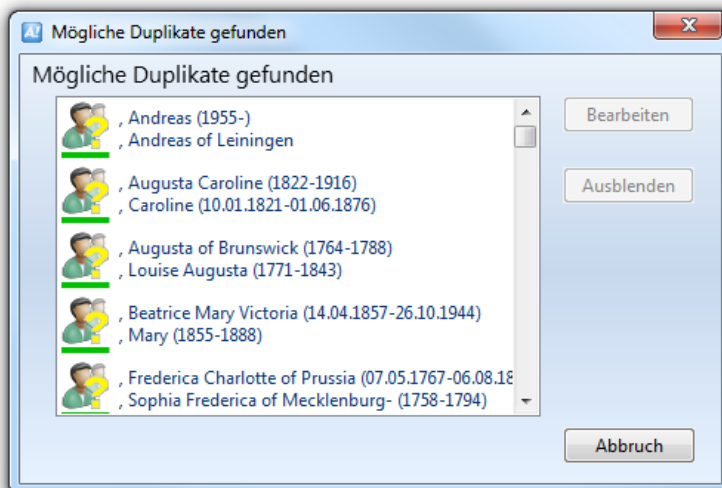 Mögliche Duplikate gefunden
Mögliche Duplikate gefunden
, Andreas (1955-)
, Andreas of Leiningen
Bearbeiten
, Augusta Caroline (1822-1916)
, Caroline (10.01.1821-01.06.1876)
Ausblenden
, Augusta of Brunswick (1764-1788)
, Louise Augusta (1771-1843)
, Beatrice Mary Victoria (14.04.1857-26.10.1944)
, Mary (1855-1888)
, Frederica Charlotte of Prussia (07.05.1767-06.08.18
, Sophia Frederica of Mecklenburg- (1758-1794)
Abbruch